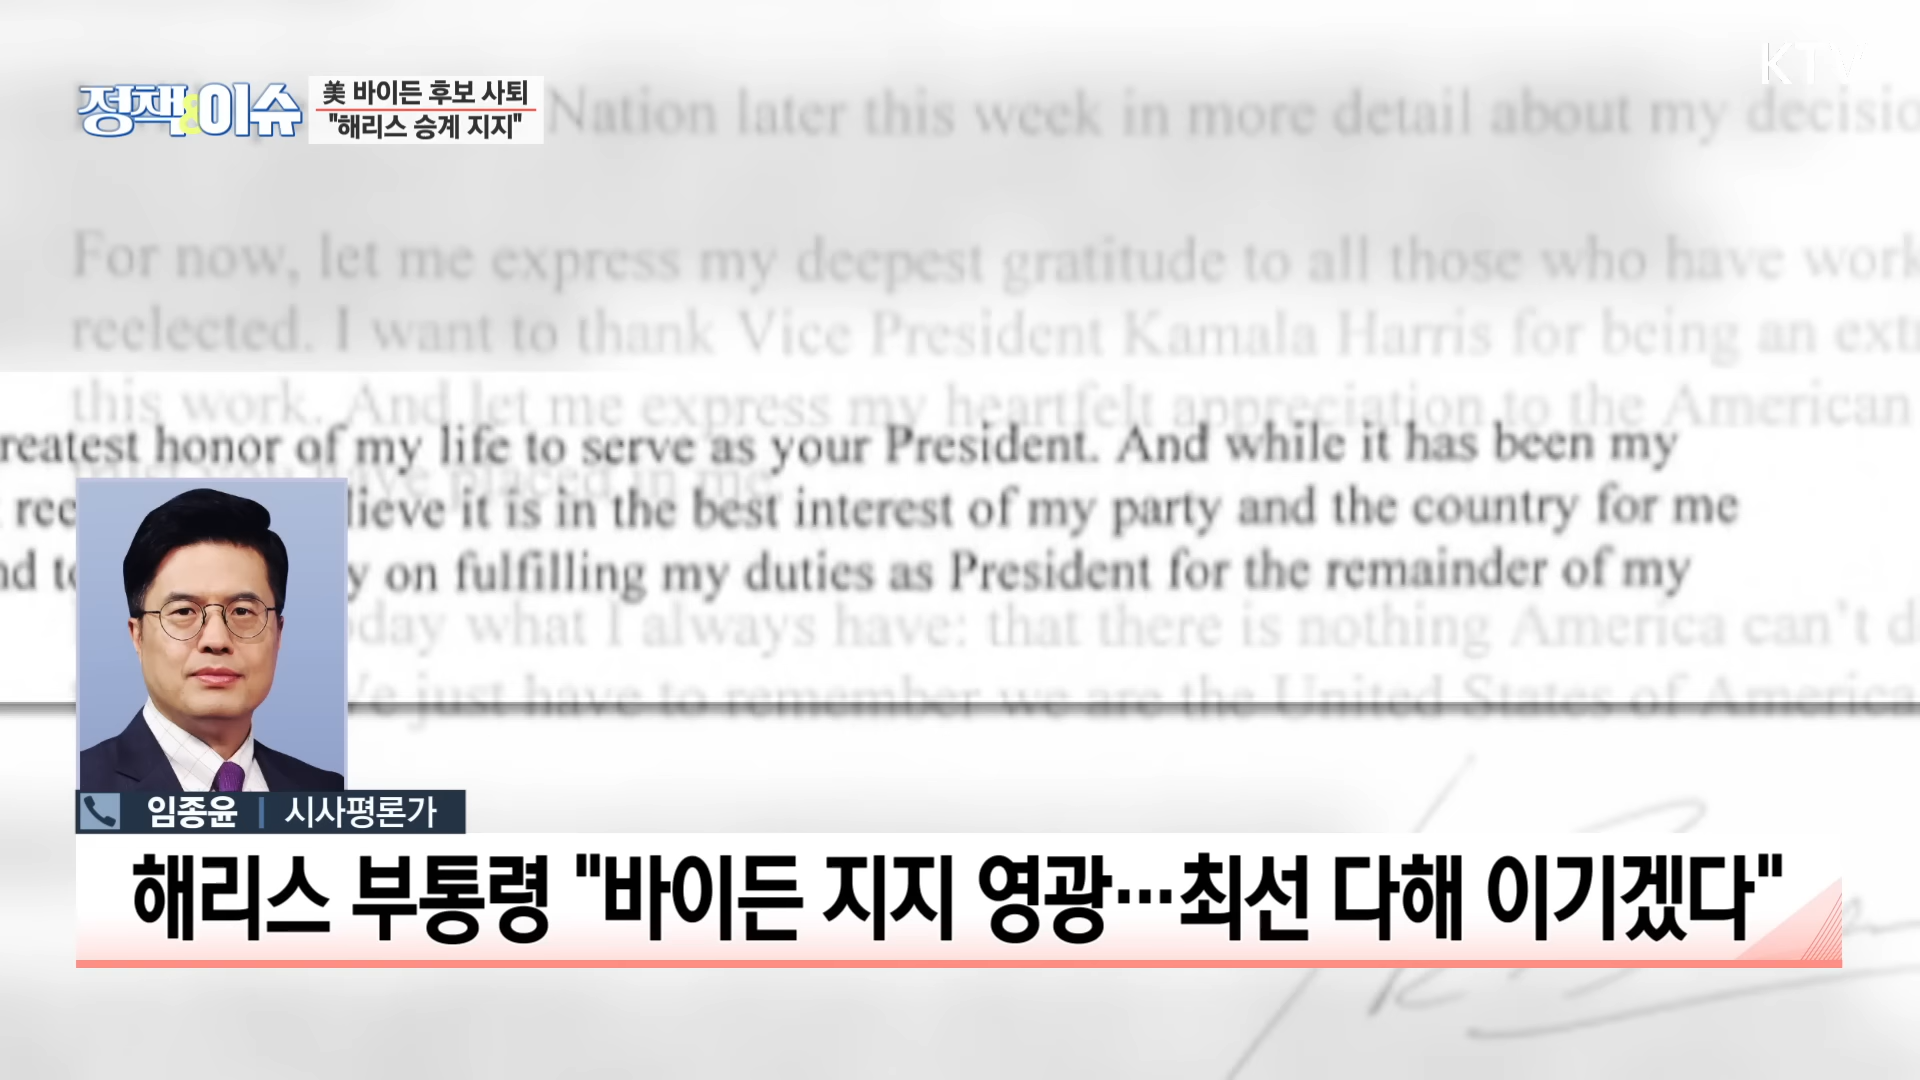 정책&이슈
美 바이든 후보 사퇴
"해리스 승계 지지"
KTV
Nation later this week in more detail about my decisio
For now, let me express my deepest gratitude to all those who have work
reelected. I want to thank Vice President Kamala Harris for being an extr
this work. And let me express my heartfelt appreciation to the American
reatest honor of my life to serve as your President. And while it has been my
placed in me
ree lieve it is in the best interest of my party and the country for me
nd to y on fulfilling my duties as President for the remainder of my
day what I always have: that there is nothing America can't d
e just have to remember we are the United States of America
임종윤 | 시사평론가
해리스 부통령 "바이든 지지 영광…최선 다해 이기겠다"